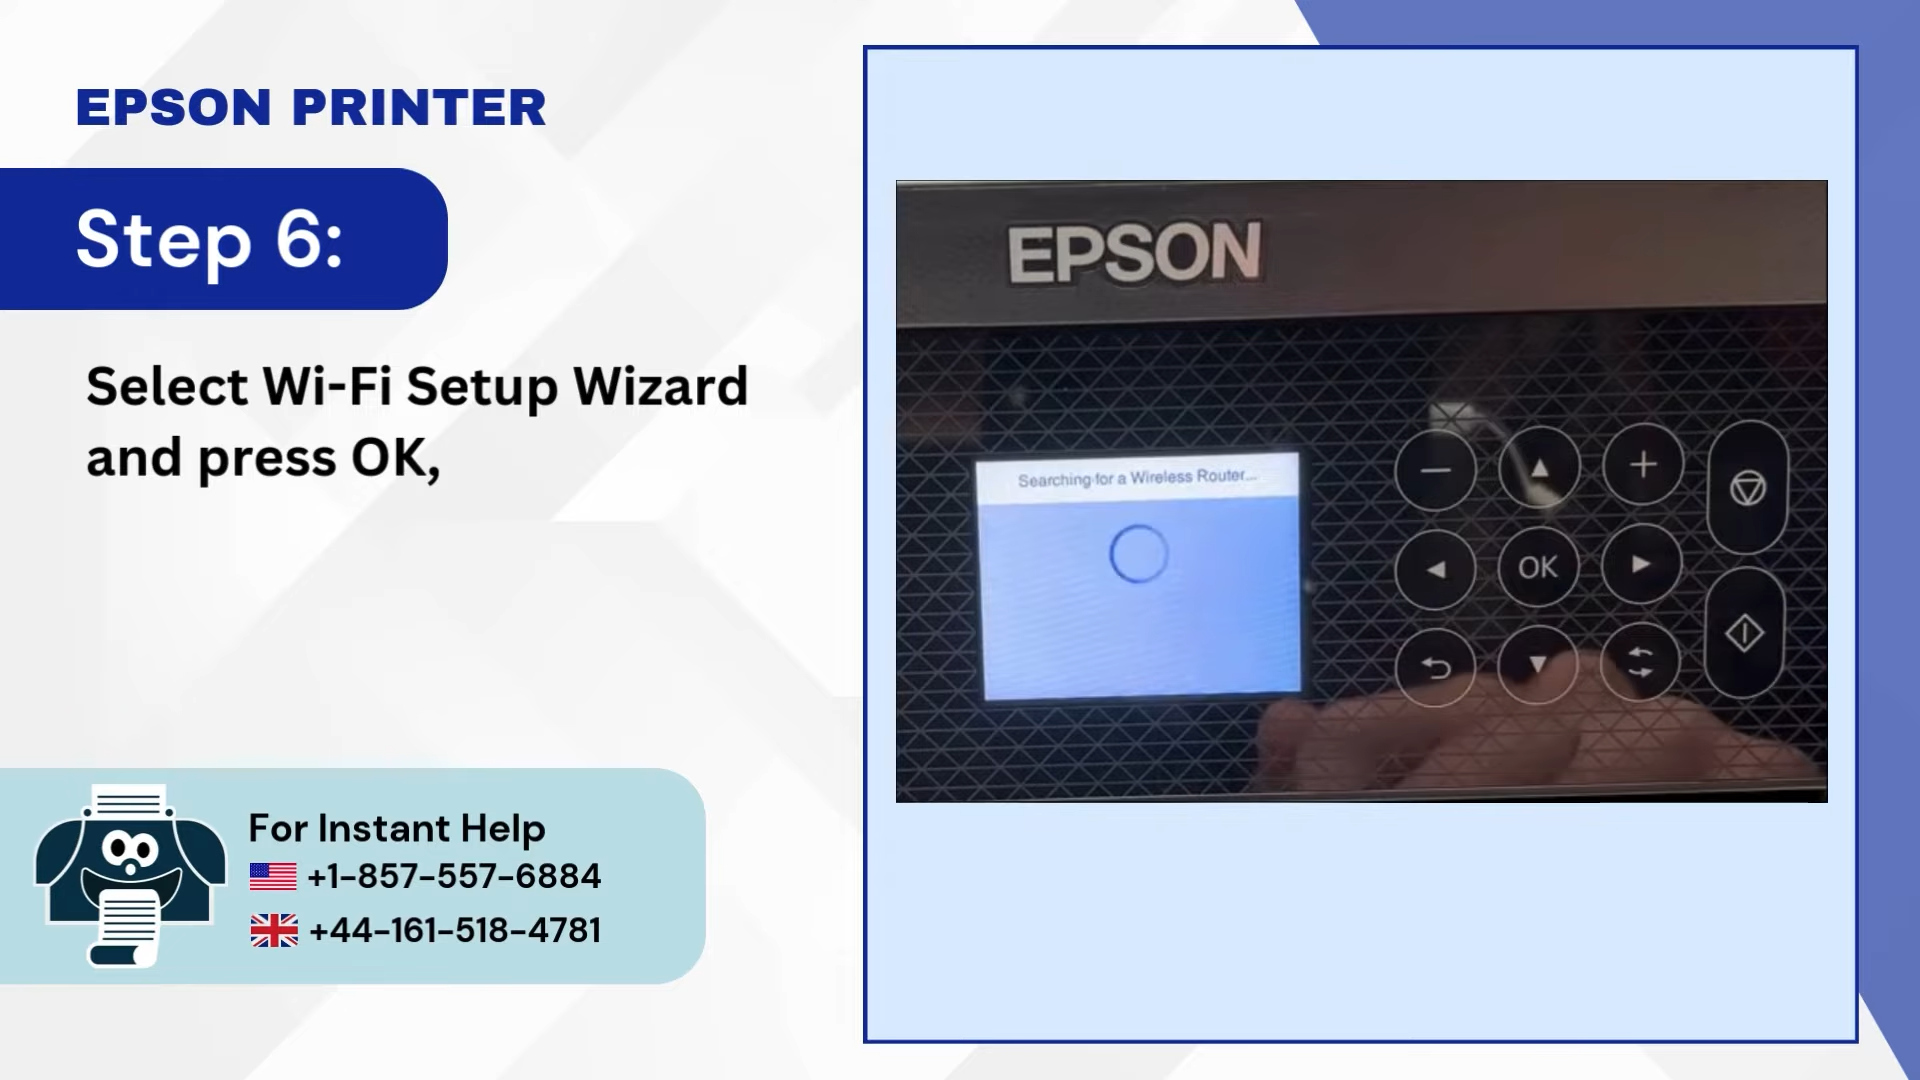 EPSON PRINTER
Step 6:
Select Wi-Fi Setup Wizard
and press OK,
For Instant Help
+1-857-557-6884
+44-161-518-4781
EPSON
Searching for a Wireless Router...
OK